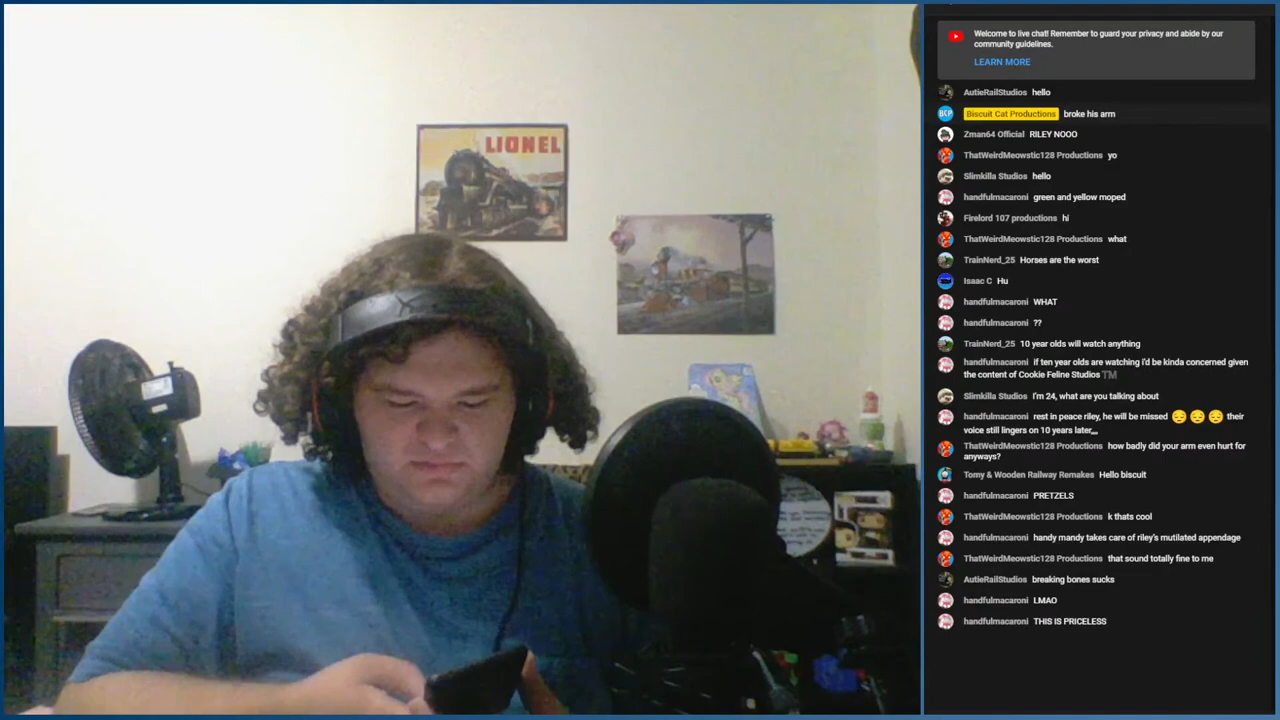 LIONEL
Welcome to live chat! Remember to guard your privacy and abide by our
community guidelines.
LEARN MORE
AutieRailStudios hello
BCP Biscuit Cat Productions broke his arm
Zman64 Official RILEY NOOO
ThatWeirdMeowstic128 Productions yo
Slimkilla Studios hello
handfulmacaroni green and yellow moped
Firelord 107 productions hi
ThatWeirdMeowstic128 Productions what
TrainNerd_25 Horses are the worst
Isaac C Hu
handfulmacaroni WHAT
handfulmacaroni ??
TrainNerd_25 10 year olds will watch anything
handfulmacaroni if ten year olds are watching i'd be kinda concerned given
the content of Cookie Feline Studios ™
Slimkilla Studios I'm 24, what are you talking about
handfulmacaroni rest in peace riley, he will be missed 😔 😔 😔 their
voice still lingers on 10 years later,,,
ThatWeirdMeowstic128 Productions how badly did your arm even hurt for
anyways?
Tomy & Wooden Railway Remakes Hello biscuit
handfulmacaroni PRETZELS
ThatWeirdMeowstic128 Productions k thats cool
handfulmacaroni handy mandy takes care of riley's mutilated appendage
ThatWeirdMeowstic128 Productions that sound totally fine to me
AutieRailStudios breaking bones sucks
handfulmacaroni LMAO
handfulmacaroni THIS IS PRICELESS